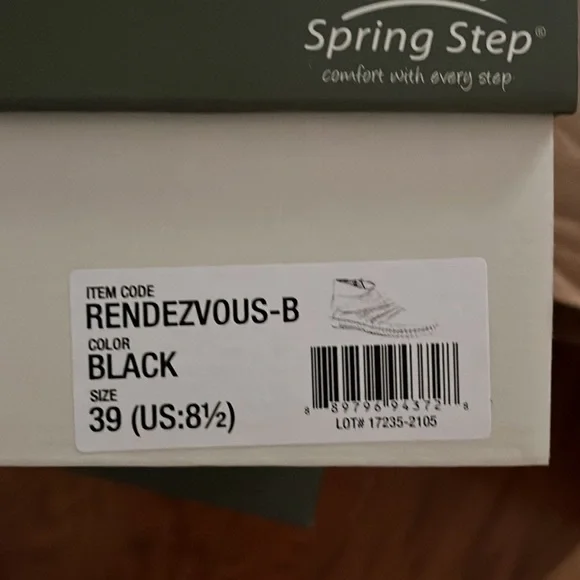 Spring Step®
comfort with every step
ITEM CODE
RENDEZVOUS-B
COLOR
BLACK
SIZE
39 (US:8½)
8 89796 94372 8
LOT# 17235-2105